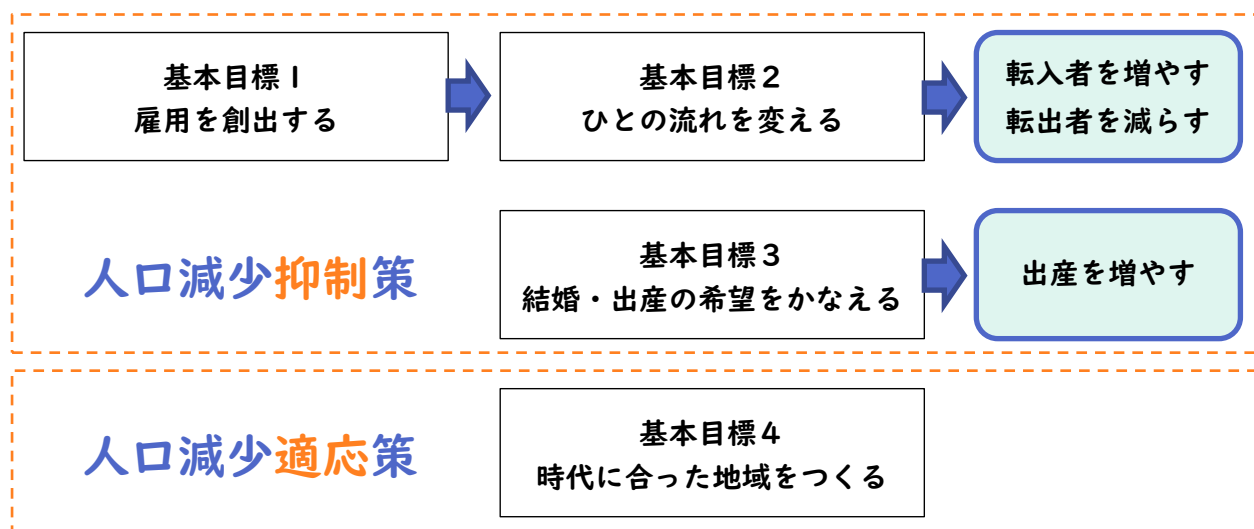 基本目標1
雇用を創出する
基本目標2
ひとの流れを変える
転入者を増やす
転出者を減らす
人口減少抑制策
基本目標3
結婚・出産の希望をかなえる
出産を増やす
人口減少適応策
基本目標4
時代に合った地域をつくる